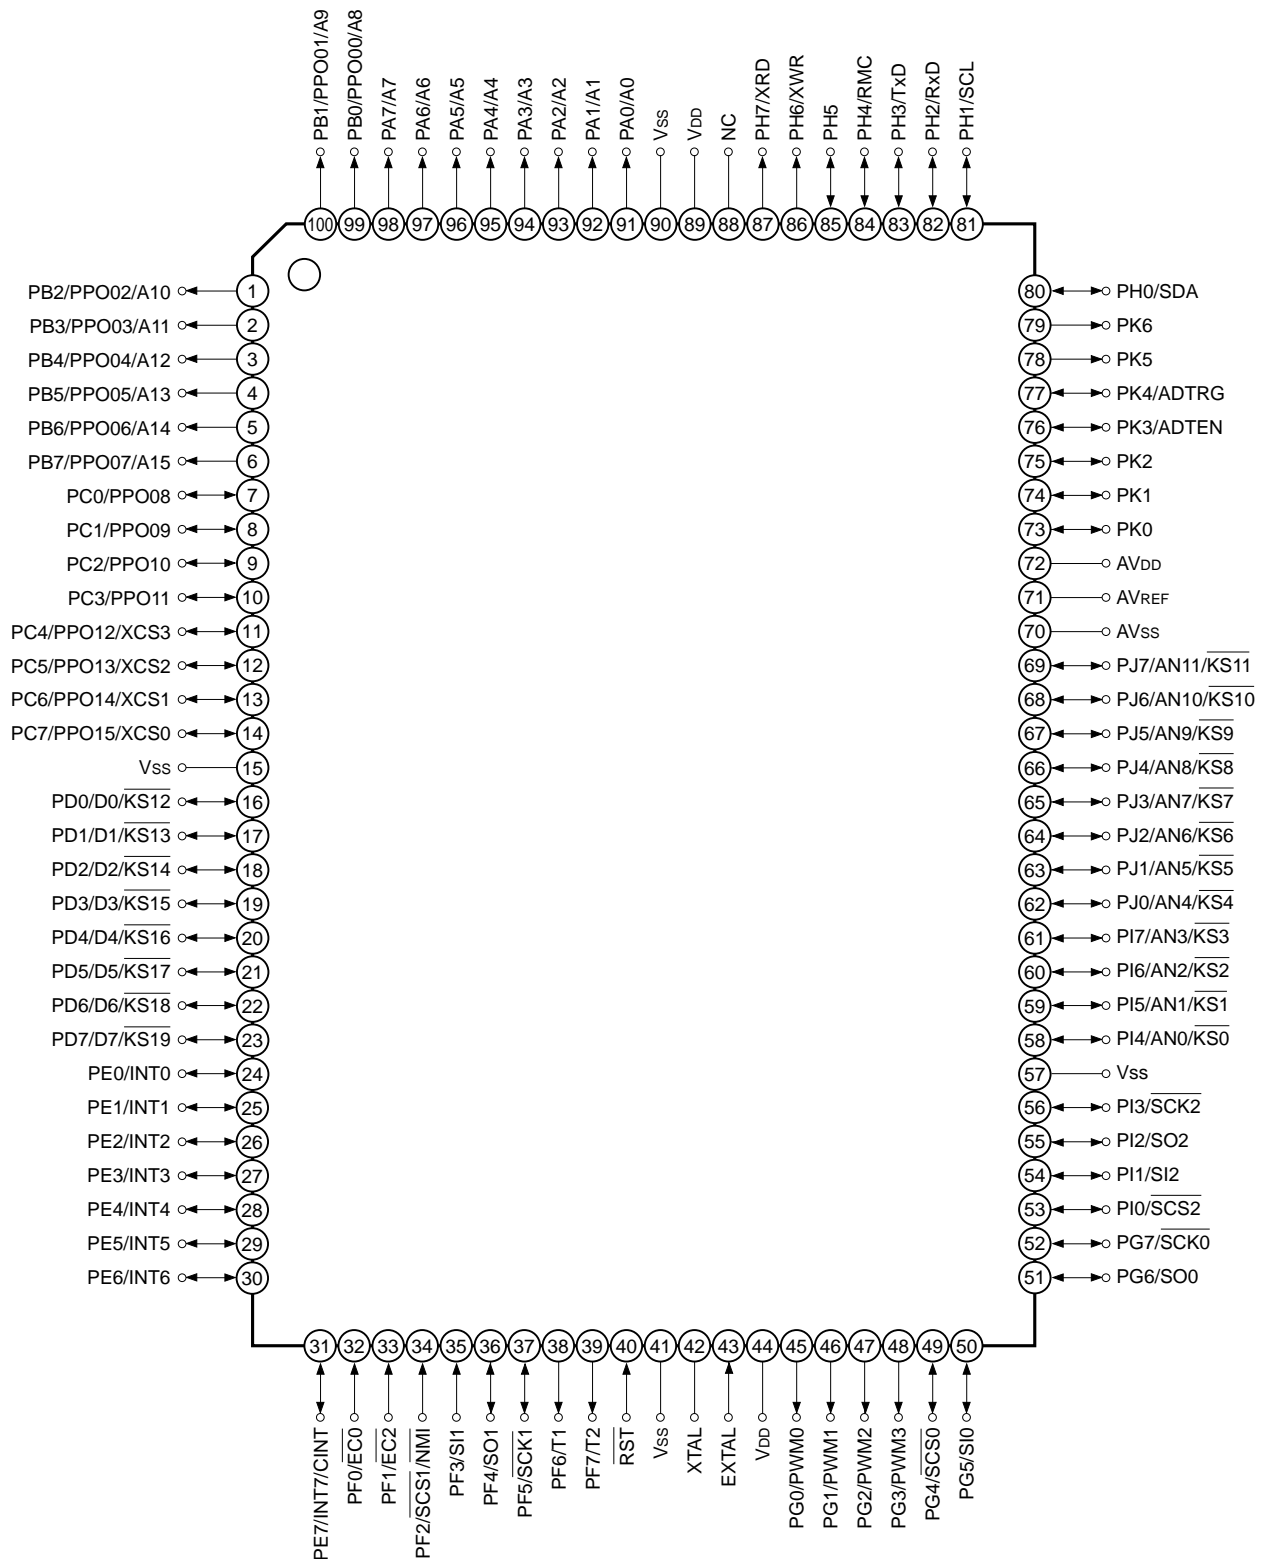 PB1/PPO01/A9
PB0/PPO00/A8
PA7/A7
PA6/A6
PA5/A5
PA4/A4
PA3/A3
PA2/A2
PA1/A1
PA0/A0
Vss
VDD
NC
PH7/XRD
PH6/XWR
PH5
PH4/RMC
PH3/TxD
PH2/RxD
PH1/SCL
100 99 98 97 96 95 94 93 92 91 90 89 88 87 86 85 84 83 82 81
PB2/PPO02/A10 1
PB3/PPO03/A11 2
PB4/PPO04/A12 3
PB5/PPO05/A13 4
PB6/PPO06/A14 5
PB7/PPO07/A15 6
PC0/PPO08 7
PC1/PPO09 8
PC2/PPO10 9
PC3/PPO11 10
PC4/PPO12/XCS3 11
PC5/PPO13/XCS2 12
PC6/PPO14/XCS1 13
PC7/PPO15/XCS0 14
Vss 15
PD0/D0/KS12 16
PD1/D1/KS13 17
PD2/D2/KS14 18
PD3/D3/KS15 19
PD4/D4/KS16 20
PD5/D5/KS17 21
PD6/D6/KS18 22
PD7/D7/KS19 23
PE0/INT0 24
PE1/INT1 25
PE2/INT2 26
PE3/INT3 27
PE4/INT4 28
PE5/INT5 29
PE6/INT6 30
80 PH0/SDA
79 PK6
78 PK5
77 PK4/ADTRG
76 PK3/ADTEN
75 PK2
74 PK1
73 PK0
72 AVDD
71 AVREF
70 AVss
69 PJ7/AN11/KS11
68 PJ6/AN10/KS10
67 PJ5/AN9/KS9
66 PJ4/AN8/KS8
65 PJ3/AN7/KS7
64 PJ2/AN6/KS6
63 PJ1/AN5/KS5
62 PJ0/AN4/KS4
61 PI7/AN3/KS3
60 PI6/AN2/KS2
59 PI5/AN1/KS1
58 PI4/AN0/KS0
57 Vss
56 PI3/SCK2
55 PI2/SO2
54 PI1/SI2
53 PI0/SCS2
52 PG7/SCK0
51 PG6/SO0
31 32 33 34 35 36 37 38 39 40 41 42 43 44 45 46 47 48 49 50
PE7/INT7/CINT
PF0/EC0
PF1/EC2
PF2/SCS1/NMI
PF3/SI1
PF4/SO1
PF5/SCK1
PF6/T1
PF7/T2
RST
Vss
XTAL
EXTAL
VDD
PG0/PWM0
PG1/PWM1
PG2/PWM2
PG3/PWM3
PG4/SCS0
PG5/SI0